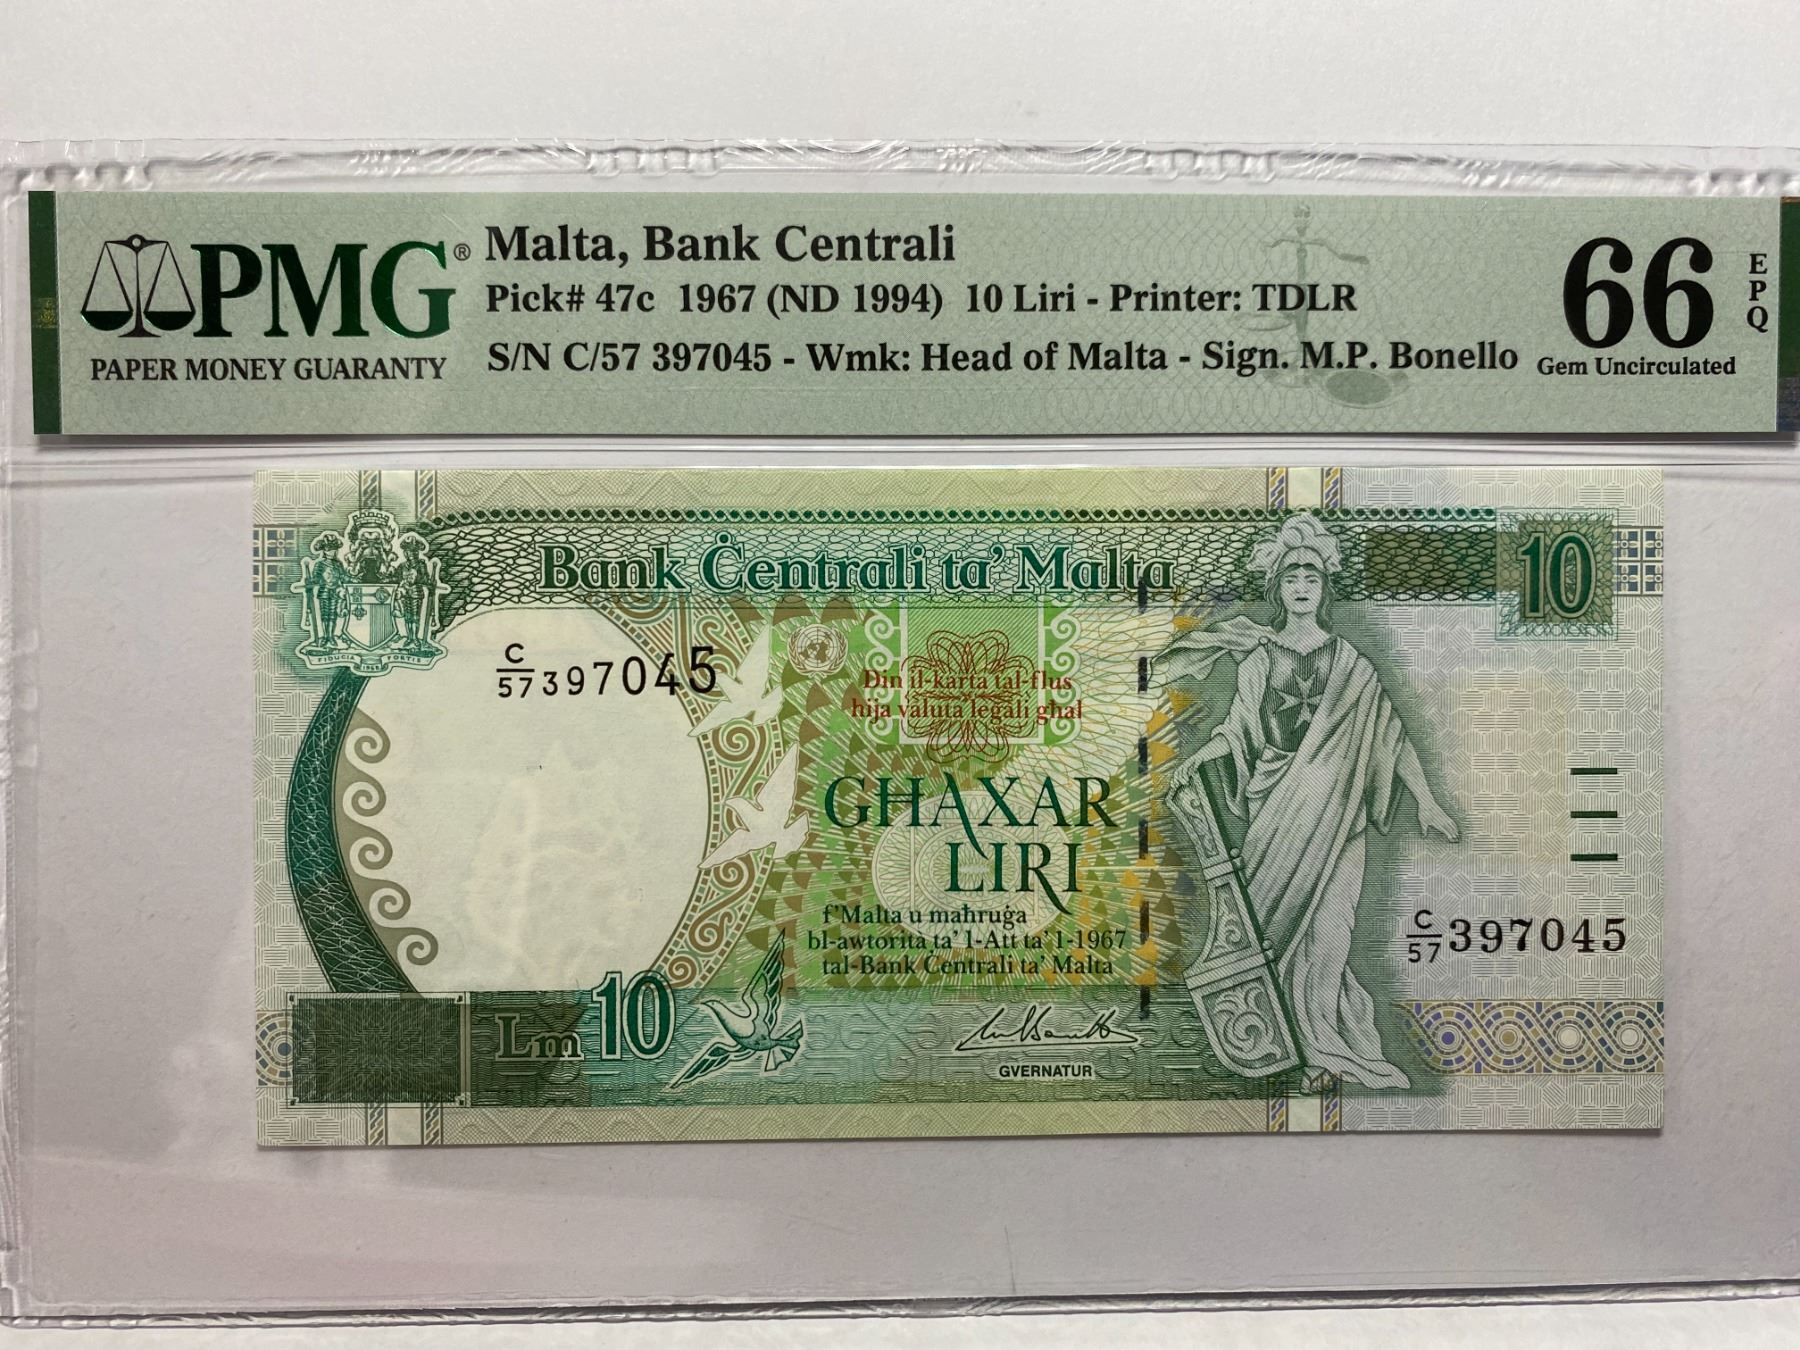 PMG®
PAPER MONEY GUARANTY
Malta, Bank Centrali
Pick# 47c 1967 (ND 1994) 10 Liri - Printer: TDLR
S/N C/57 397045 - Wmk: Head of Malta - Sign. M.P. Bonello
66
EPQ
Gem Uncirculated
Bank Ċentrali ta' Malta
10
C/57 397045
Din il-karta tal-flus
hija valuta legali għal
GĦAXAR
LIRI
f'Malta u maħruġa
bl-awtorita ta' l-Att ta' l-1967
tal-Bank Ċentrali ta' Malta
C/57 397045
Lm 10
GVERNATUR